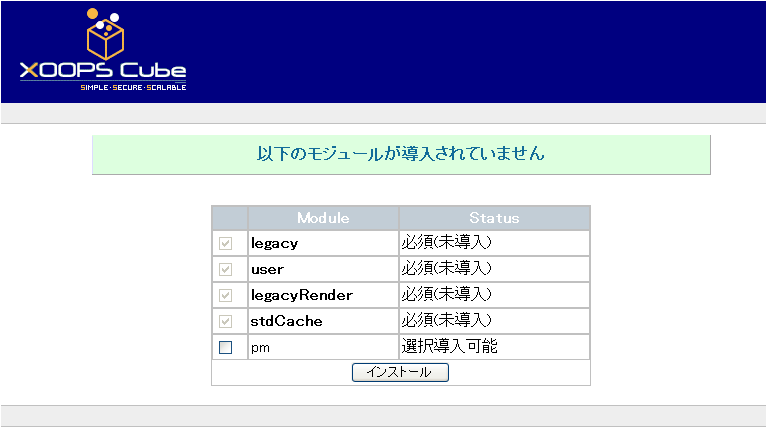 XOOPS Cube
SIMPLE·SECURE·SCALABLE
以下のモジュールが導入されていません
Module Status
legacy 必須(未導入)
user 必須(未導入)
legacyRender 必須(未導入)
stdCache 必須(未導入)
pm 選択導入可能
インストール